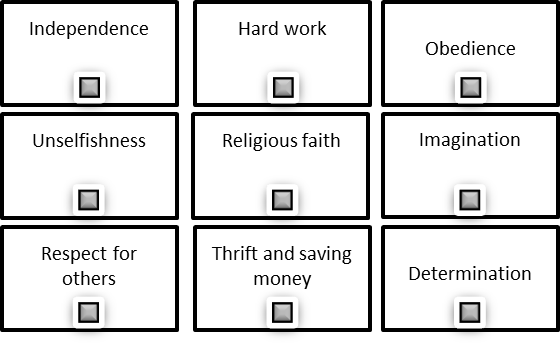 Independence
Hard work
Obedience
Unselfishness
Religious faith
Imagination
Respect for
others
Thrift and saving
money
Determination